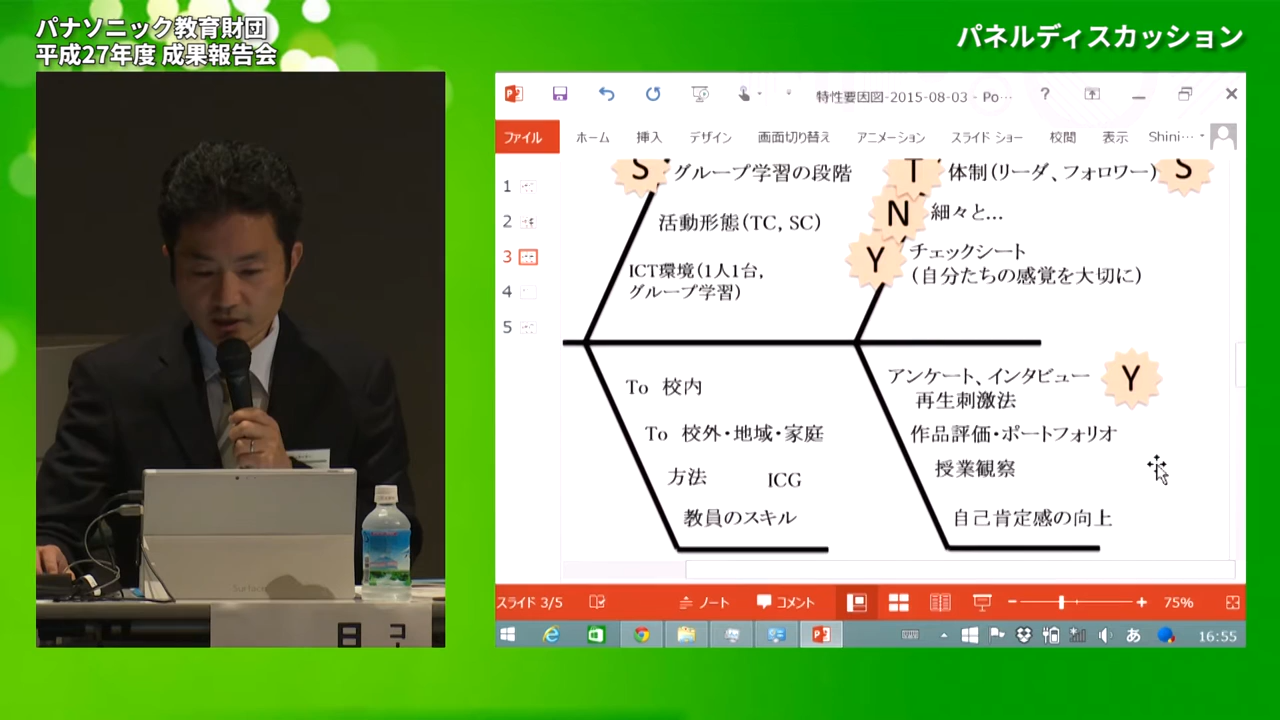 パナソニック教育財団
平成27年度 成果報告会
パネルディスカッション
特性要因図-2015-08-03 - Po...
?
ファイル
ホーム
挿入
デザイン
画面切り替え
アニメーション
スライド ショー
校閲
表示
Shini...
1
2
3
4
5
S
グループ学習の段階
T
体制(リーダ、フォロワー)
S
活動形態(TC, SC)
N
細々と...
ICT環境(1人1台,
グループ学習)
Y
チェックシート
(自分たちの感覚を大切に)
To 校内
To 校外・地域・家庭
方法
ICG
教員のスキル
アンケート、インタビュー
再生刺激法
Y
作品評価・ポートフォリオ
授業観察
自己肯定感の向上
スライド 3/5
ノート
コメント
75%
あ
16:55
Surface